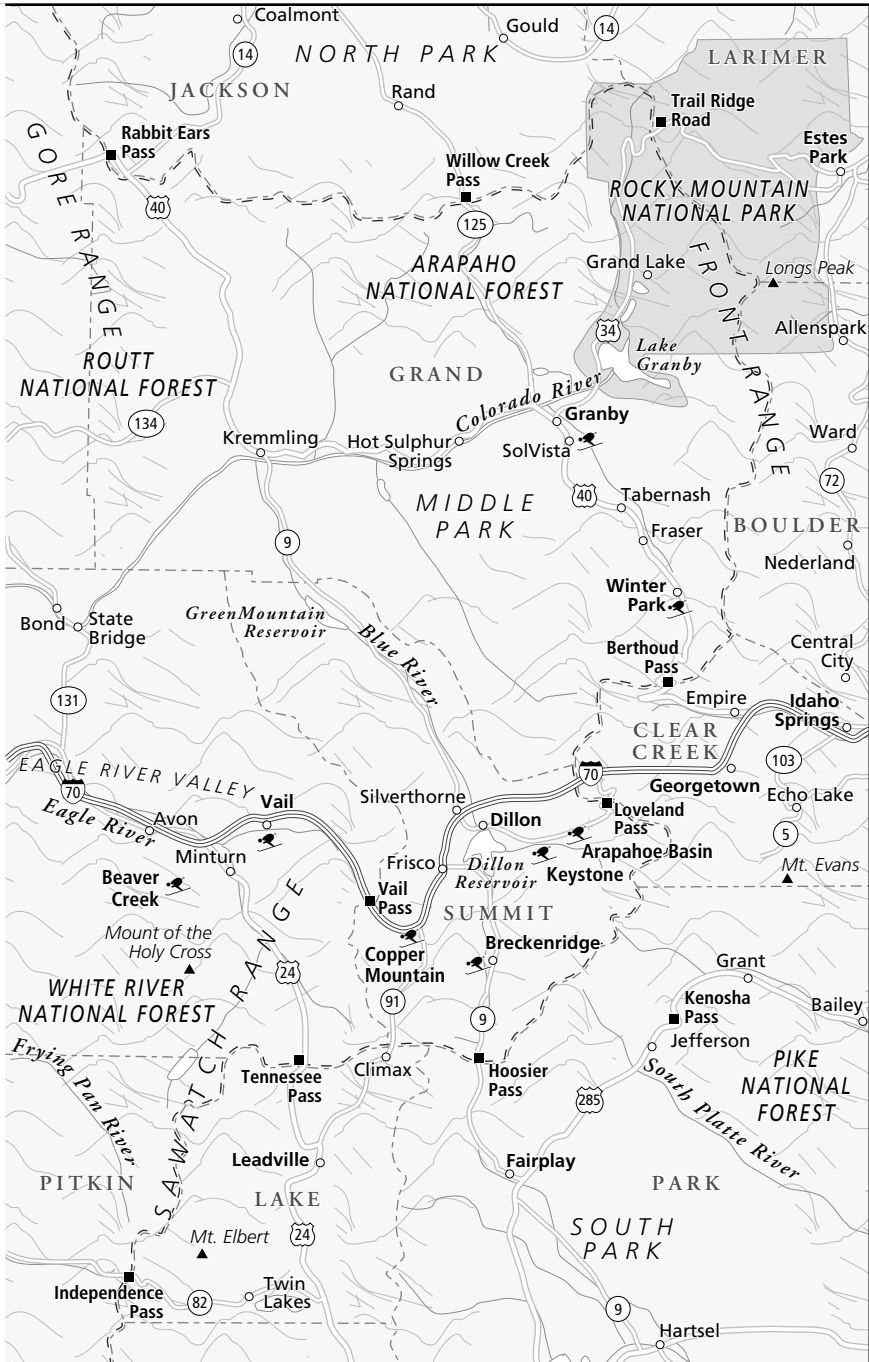 Coalmont
Gould
14
NORTH PARK
LARIMER
14
JACKSON
Rand
Trail Ridge
Road
GORE RANGE
Rabbit Ears
Pass
Estes
Park
Willow Creek
Pass
ROCKY MOUNTAIN
NATIONAL PARK
40
125
ARAPAHO
NATIONAL FOREST
Grand Lake
FRONT RANGE
Longs Peak
34
Allenspark
Lake
Granby
ROUTT
NATIONAL FOREST
GRAND
Colorado River
134
Granby
Kremmling
Hot Sulphur
Springs
SolVista
Ward
72
MIDDLE
PARK
40
Tabernash
BOULDER
Fraser
9
Nederland
Winter
Park
GreenMountain
Reservoir
Bond
State
Bridge
Blue River
Central
City
Berthoud
Pass
131
Empire
Idaho
Springs
CLEAR
CREEK
EAGLE RIVER VALLEY
70
70
103
Georgetown
Eagle River
Vail
Silverthorne
Echo Lake
Avon
Dillon
Loveland
Pass
5
Minturn
Arapahoe Basin
Frisco
Dillon
Reservoir
Keystone
Mt. Evans
Beaver
Creek
Vail
Pass
SUMMIT
SAWATCH RANGE
Mount of the
Holy Cross
Copper
Mountain
Breckenridge
24
Grant
WHITE RIVER
NATIONAL FOREST
91
9
Kenosha
Pass
Bailey
Jefferson
Frying Pan River
Tennessee
Pass
Climax
Hoosier
Pass
PIKE
NATIONAL
FOREST
285
South Platte River
Leadville
Fairplay
PITKIN
LAKE
PARK
Mt. Elbert
24
SOUTH
PARK
Independence
Pass
82
Twin
Lakes
9
Hartsel